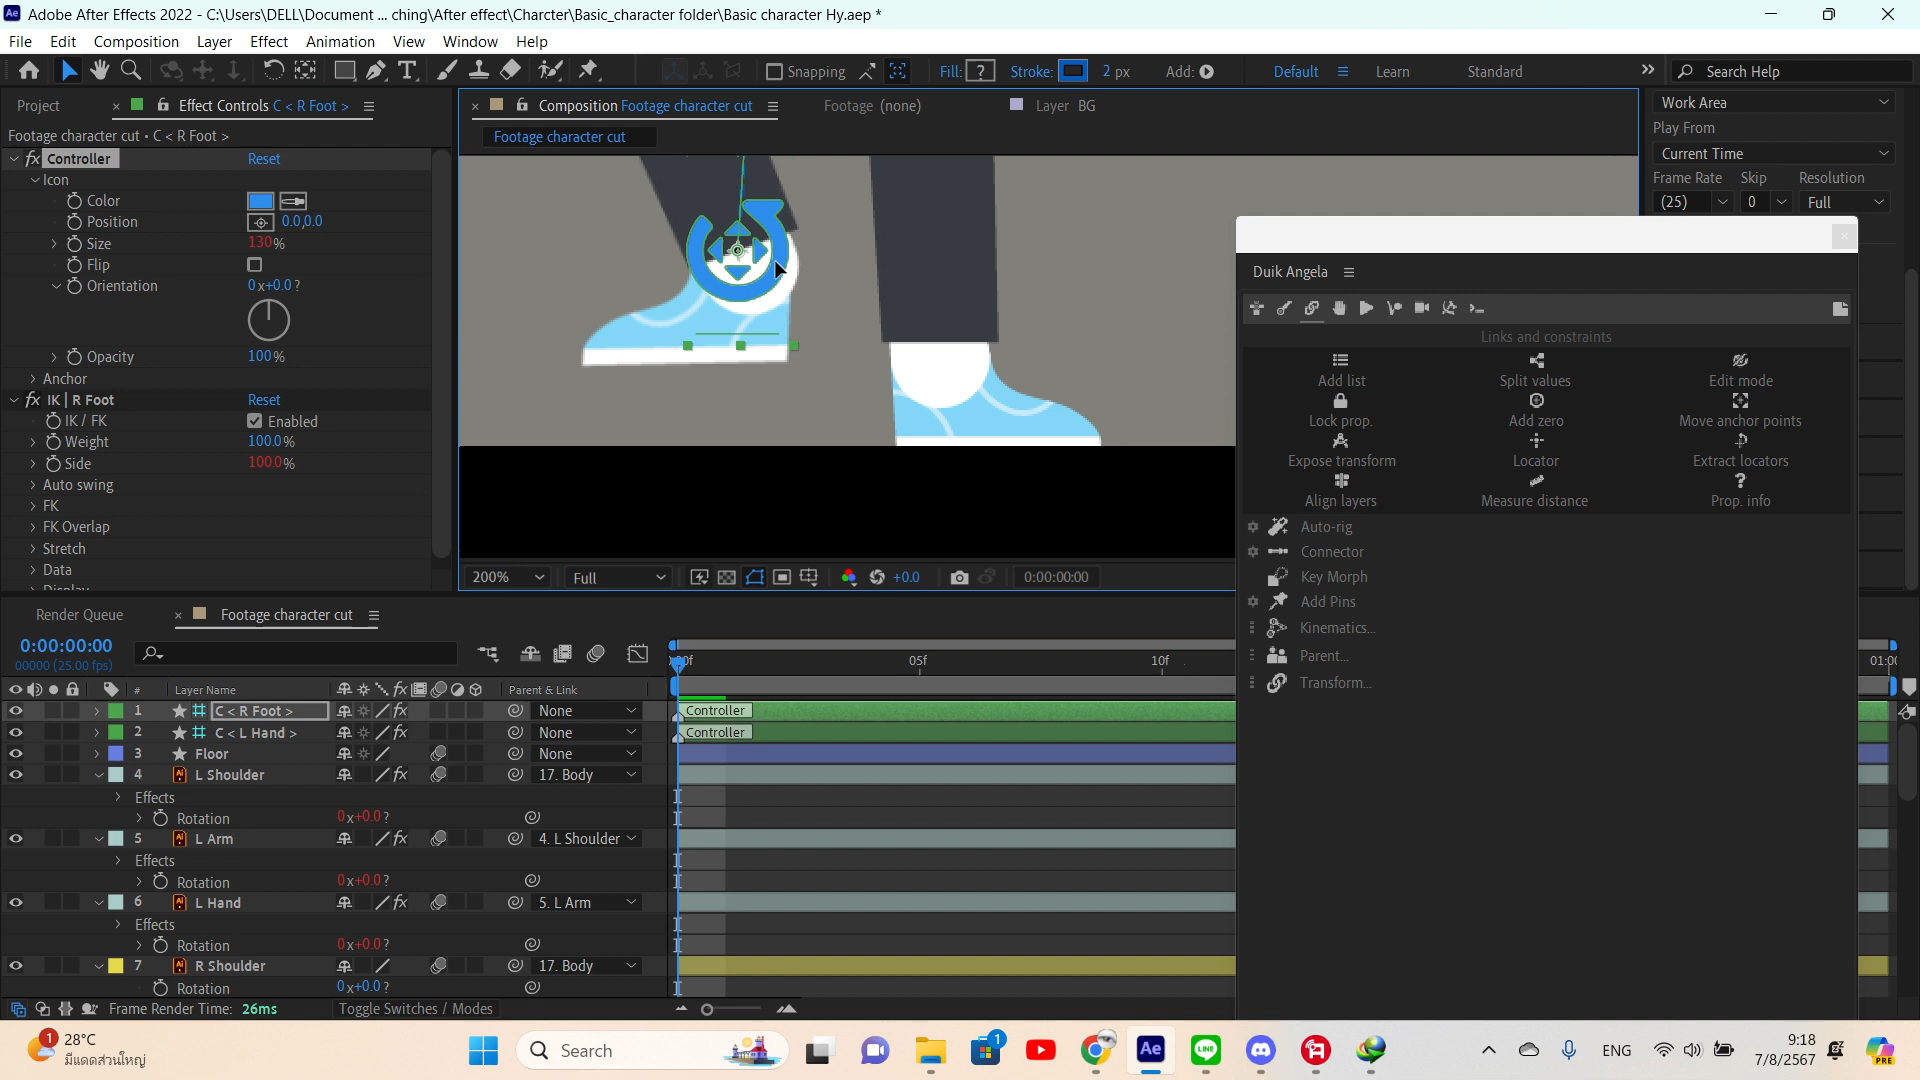 Adobe After Effects 2022 - C:\Users\DELL\Document ... ching\After effect\Charcter\Basic_character folder\Basic character Hy.aep *
File Edit Composition Layer Effect Animation View Window Help
Snapping Fill: ? Stroke: 2 px Add: Default Learn Standard Search Help
Project Effect Controls C < R Foot > Composition Footage character cut Footage (none) Layer BG
Work Area
Footage character cut • C < R Foot >
Footage character cut
Play From
Controller Reset
Current Time
Icon
Frame Rate Skip Resolution
Color
(25) 0 Full
Position 0.0,0.0
Size 130%
Flip
Orientation 0x+0.0?
Opacity 100%
Anchor
IK | R Foot Reset
IK / FK Enabled
Weight 100.0%
Side 100.0%
Auto swing
FK
FK Overlap
Stretch
Data
Display
Duik Angela
Links and constraints
Add list Split values Edit mode
Lock prop. Add zero Move anchor points
Expose transform Locator Extract locators
Align layers Measure distance Prop. info
Auto-rig
Connector
Key Morph
Add Pins
Kinematics...
Parent...
Transform...
200% Full +0.0 0:00:00:00
Render Queue Footage character cut
0:00:00:00
00000 (25.00 fps)
05f 10f 01:00
# Layer Name Parent & Link
1 C < R Foot > None Controller
2 C < L Hand > None Controller
3 Floor None
4 L Shoulder 17. Body
Effects
Rotation 0x+0.0?
5 L Arm 4. L Shoulder
Effects
Rotation 0x+0.0?
6 L Hand 5. L Arm
Effects
Rotation 0x+0.0?
7 R Shoulder 17. Body
Rotation 0x+0.0?
Frame Render Time: 26ms Toggle Switches / Modes
1 28°C
มีแดดส่วนใหญ่
Search
1
Ae
LINE
ENG
9:18
7/8/2567
PRE